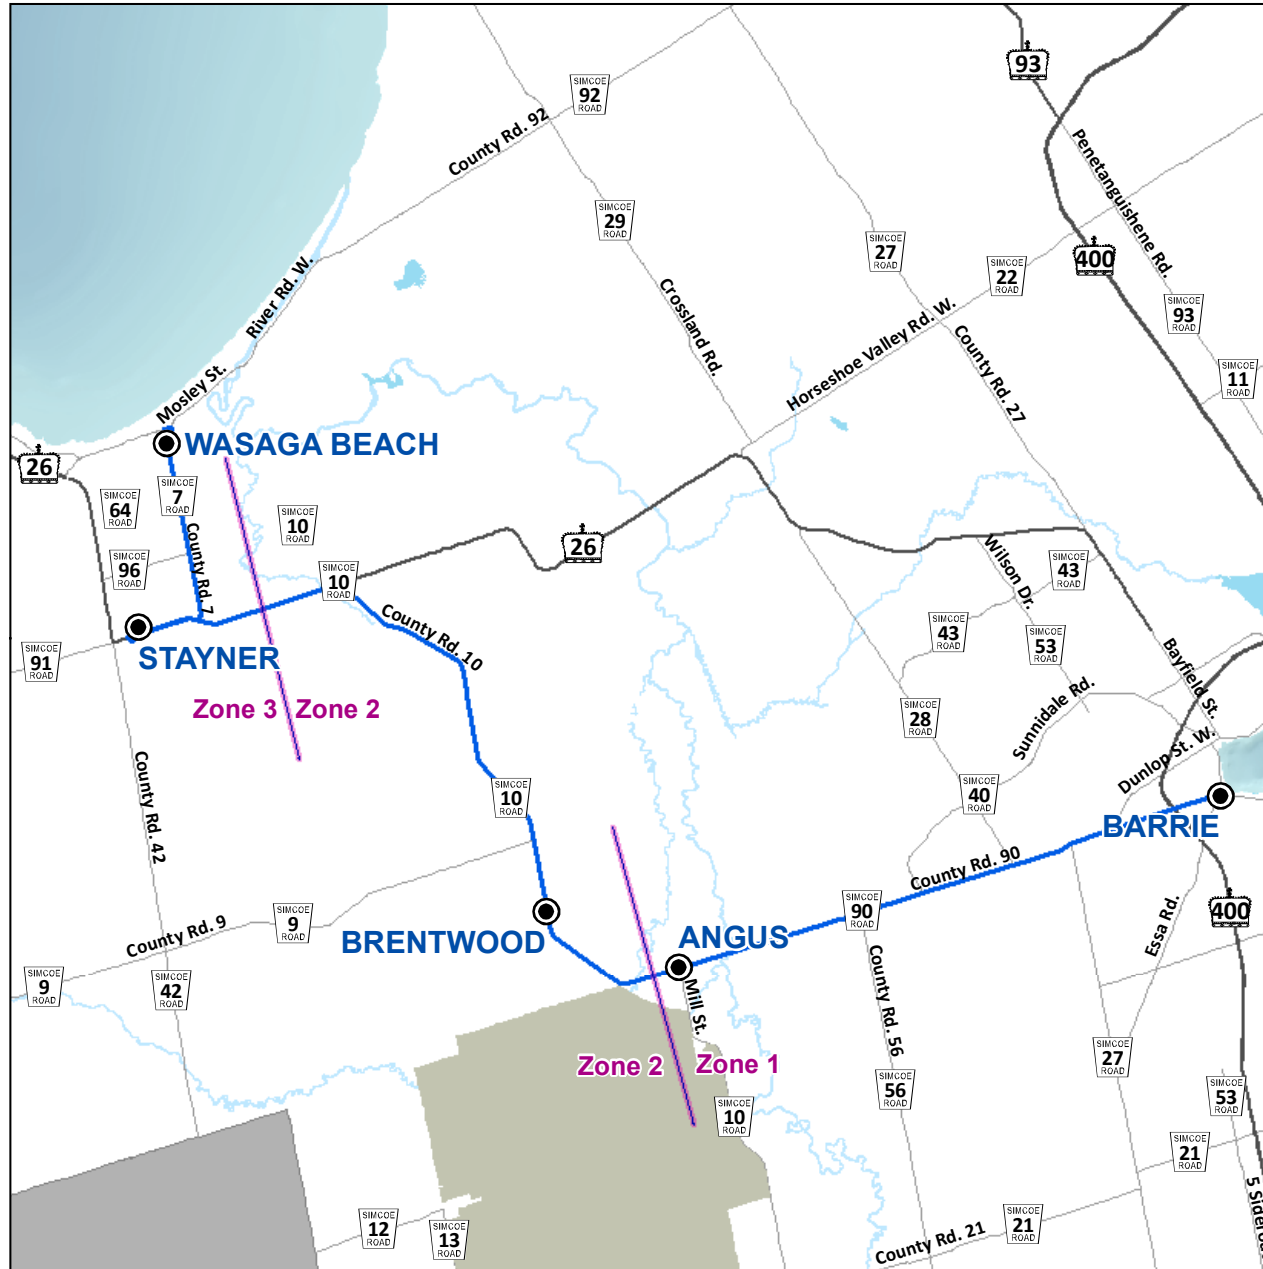 93
SIMCOE
92
ROAD
County Rd. 92
Penetanguishene Rd.
SIMCOE
29
ROAD
SIMCOE
27
ROAD
400
SIMCOE
22
ROAD
River Rd. W.
Crossland Rd.
SIMCOE
93
ROAD
Horseshoe Valley Rd. W.
County Rd. 27
SIMCOE
11
ROAD
Mosley St.
WASAGA BEACH
26
SIMCOE
7
ROAD
SIMCOE
64
ROAD
SIMCOE
10
ROAD
County Rd. 7
26
SIMCOE
96
ROAD
SIMCOE
10
ROAD
Wilson Dr.
SIMCOE
43
ROAD
County Rd. 10
SIMCOE
43
ROAD
SIMCOE
53
ROAD
SIMCOE
91
ROAD
STAYNER
Bayfield St.
Zone 3
Zone 2
SIMCOE
28
ROAD
Sunnidale Rd.
Dunlop St. W.
County Rd. 42
SIMCOE
10
ROAD
SIMCOE
40
ROAD
BARRIE
County Rd. 90
SIMCOE
90
ROAD
400
County Rd. 9
SIMCOE
9
ROAD
BRENTWOOD
ANGUS
Essa Rd.
SIMCOE
9
ROAD
SIMCOE
42
ROAD
Mill St.
County Rd. 56
Zone 2
Zone 1
SIMCOE
27
ROAD
SIMCOE
56
ROAD
SIMCOE
53
ROAD
SIMCOE
10
ROAD
SIMCOE
21
ROAD
SIMCOE
12
ROAD
SIMCOE
13
ROAD
County Rd. 21
SIMCOE
21
ROAD